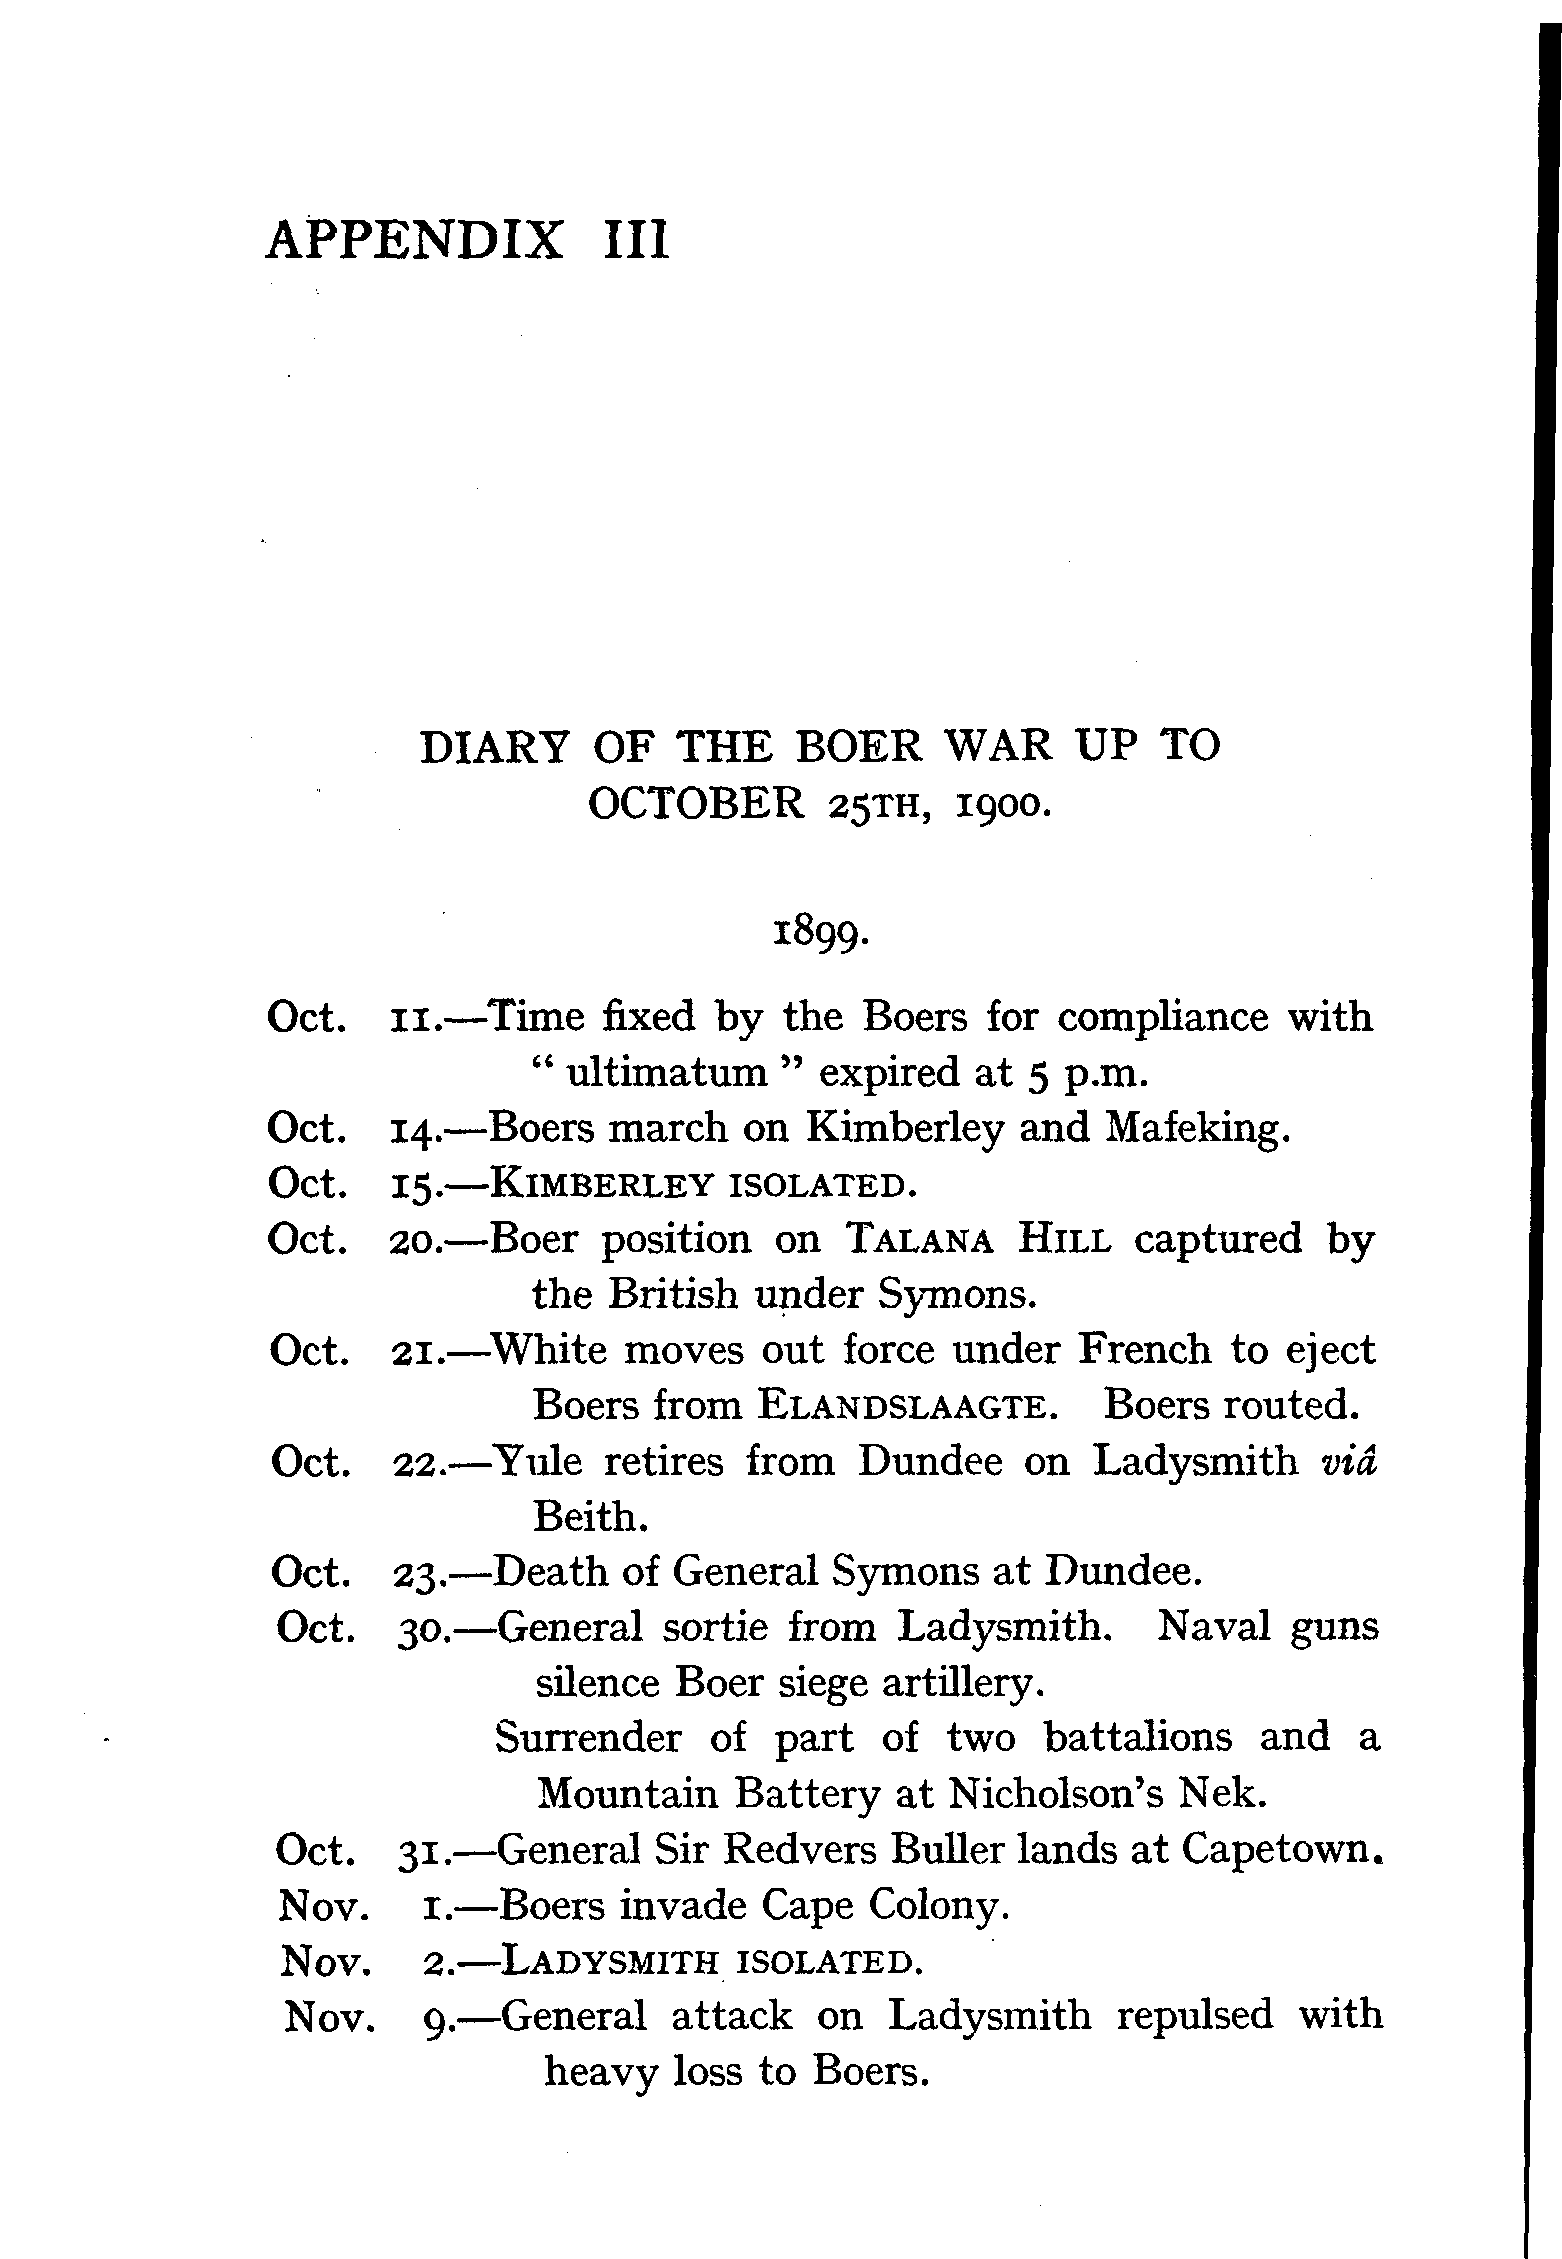 APPENDIX III
DIARY OF THE BOER WAR UP TO
OCTOBER 25TH, 1900.
1899.
Oct. 11.—Time fixed by the Boers for compliance with
“ ultimatum ” expired at 5 p.m.
Oct. 14.—Boers march on Kimberley and Mafeking.
Oct. 15.—KIMBERLEY ISOLATED.
Oct. 20.—Boer position on TALANA HILL captured by
the British under Symons.
Oct. 21.—White moves out force under French to eject
Boers from ELANDSLAAGTE. Boers routed.
Oct. 22.—Yule retires from Dundee on Ladysmith viâ
Beith.
Oct. 23.—Death of General Symons at Dundee.
Oct. 30.—General sortie from Ladysmith. Naval guns
silence Boer siege artillery.
Surrender of part of two battalions and a
Mountain Battery at Nicholson’s Nek.
Oct. 31.—General Sir Redvers Buller lands at Capetown.
Nov. 1.—Boers invade Cape Colony.
Nov. 2.—LADYSMITH ISOLATED.
Nov. 9.—General attack on Ladysmith repulsed with
heavy loss to Boers.